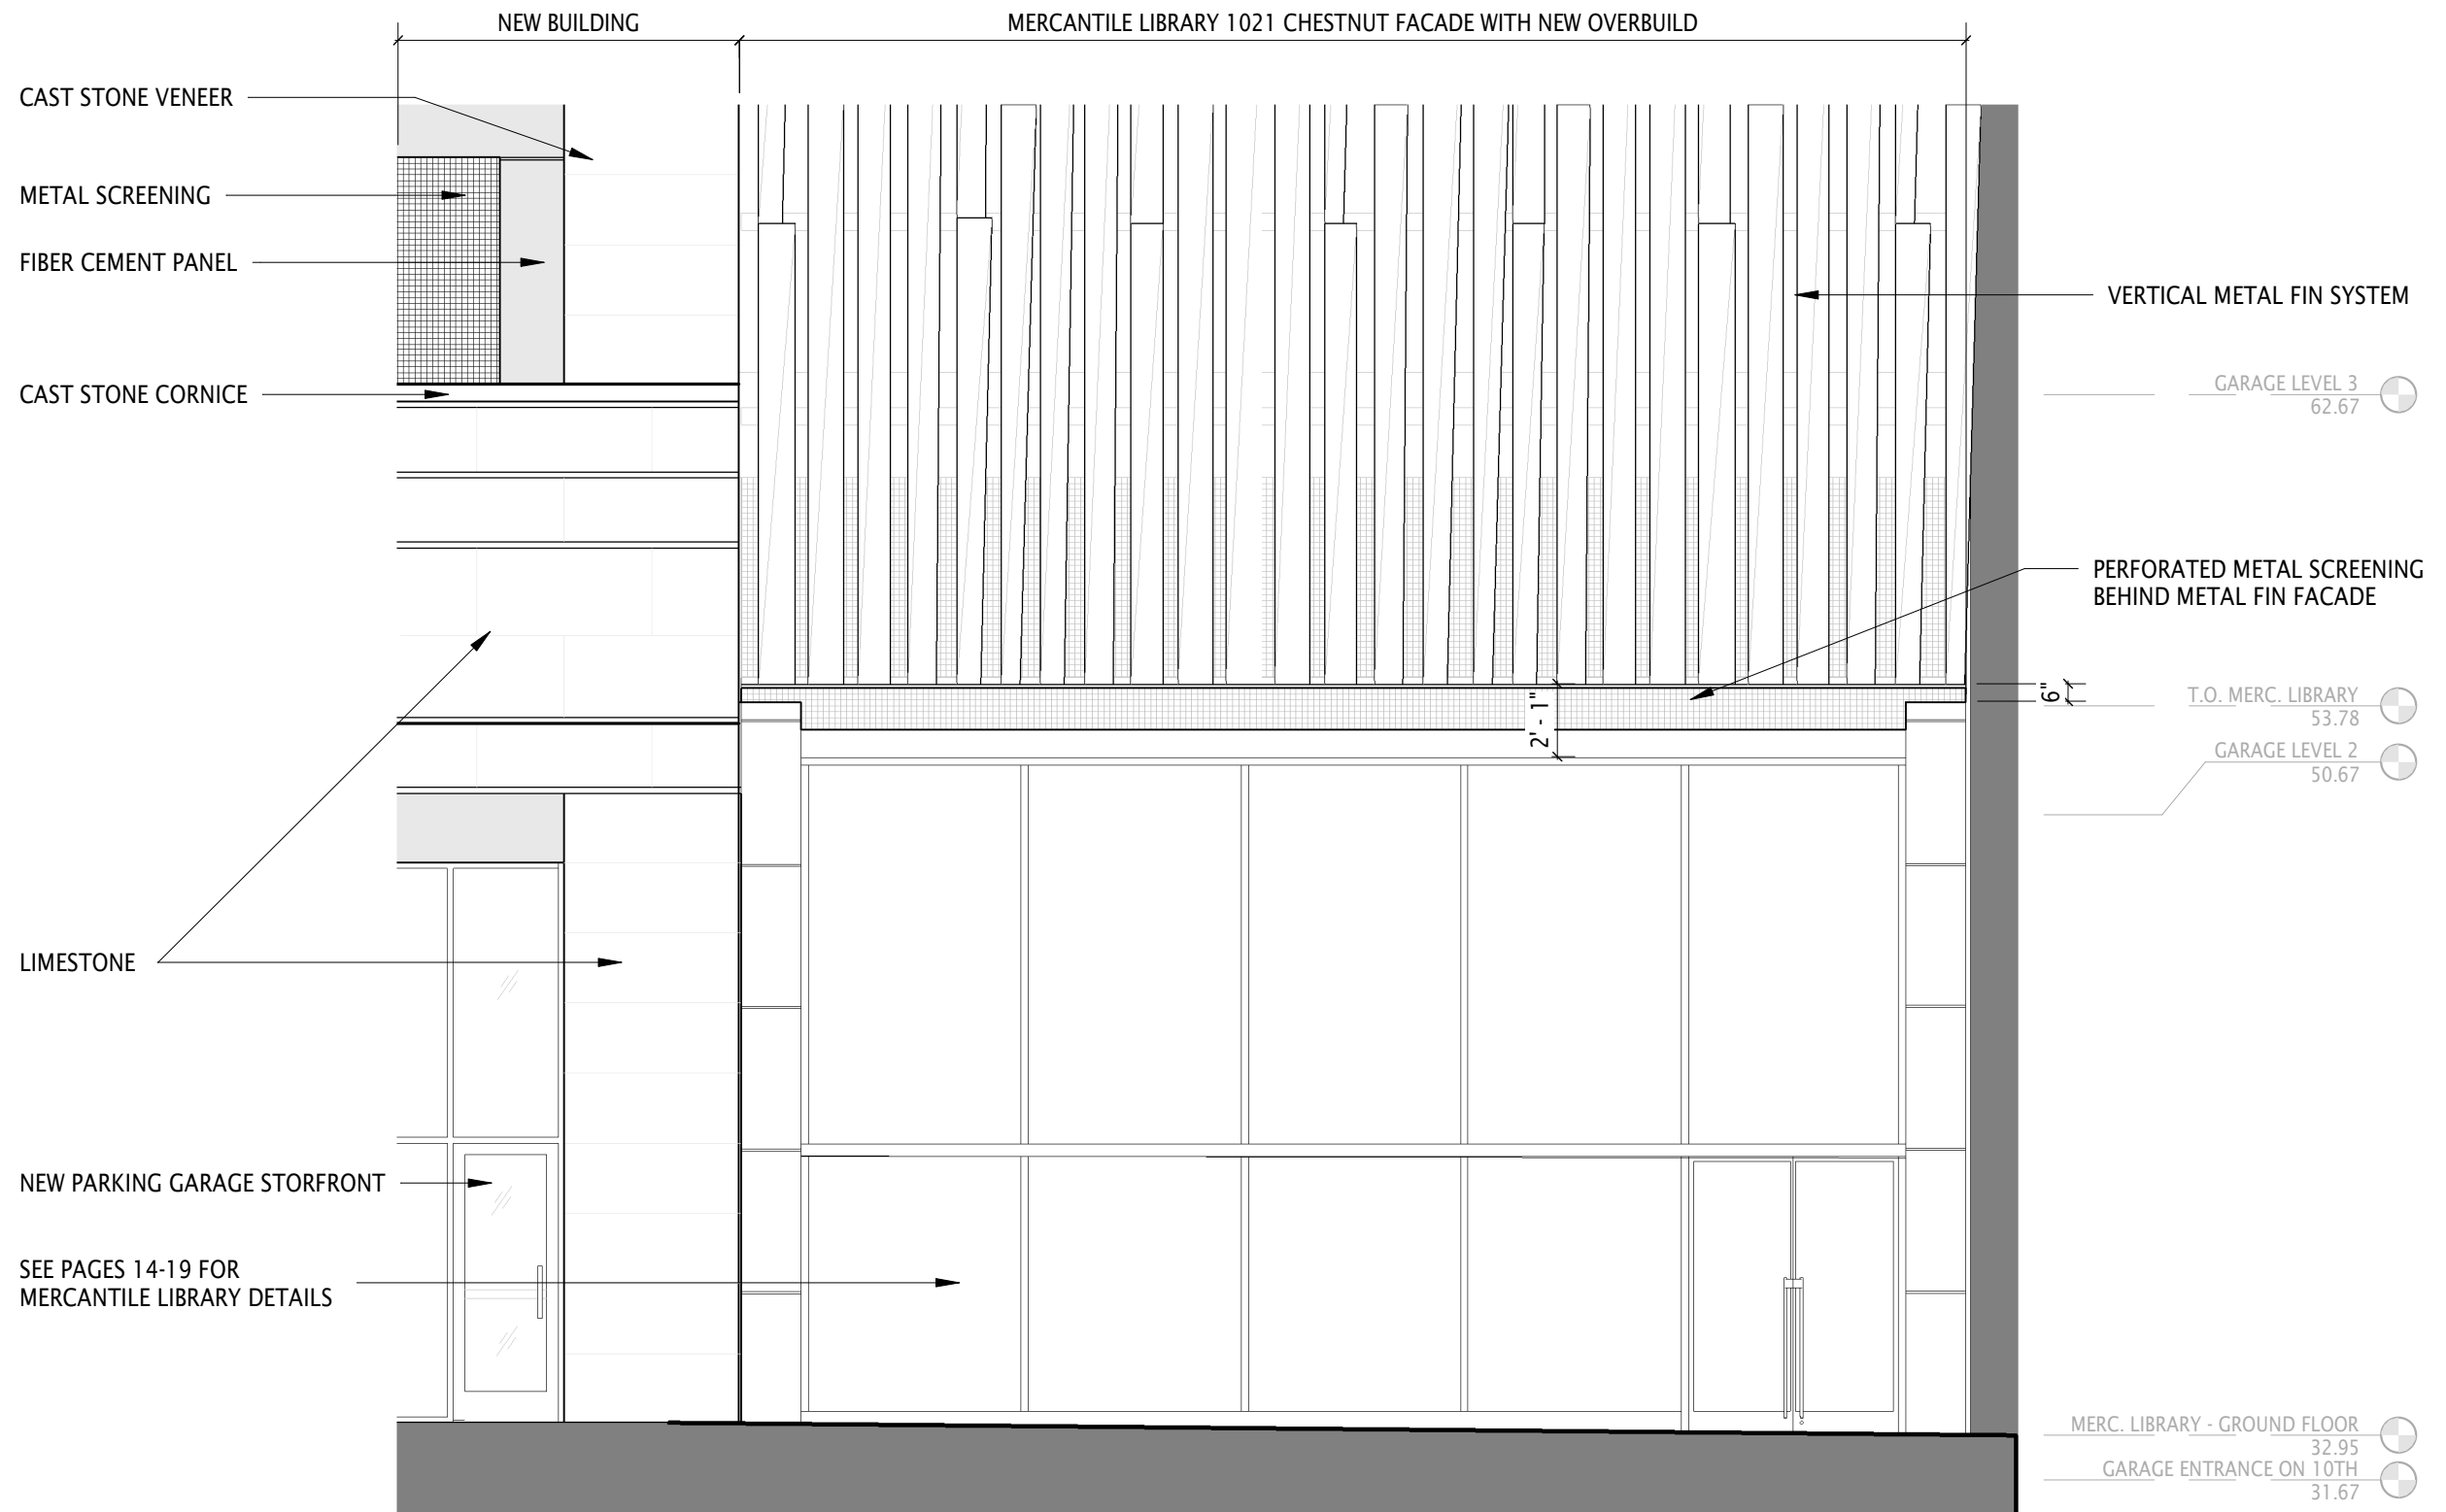 NEW BUILDING
MERCANTILE LIBRARY 1021 CHESTNUT FACADE WITH NEW OVERBUILD
CAST STONE VENEER
METAL SCREENING
FIBER CEMENT PANEL
CAST STONE CORNICE
LIMESTONE
NEW PARKING GARAGE STORFRONT
SEE PAGES 14-19 FOR
MERCANTILE LIBRARY DETAILS
VERTICAL METAL FIN SYSTEM
GARAGE LEVEL 3
62.67
PERFORATED METAL SCREENING
BEHIND METAL FIN FACADE
2' - 1"
6"
T.O. MERC. LIBRARY
53.78
GARAGE LEVEL 2
50.67
MERC. LIBRARY - GROUND FLOOR
32.95
GARAGE ENTRANCE ON 10TH
31.67